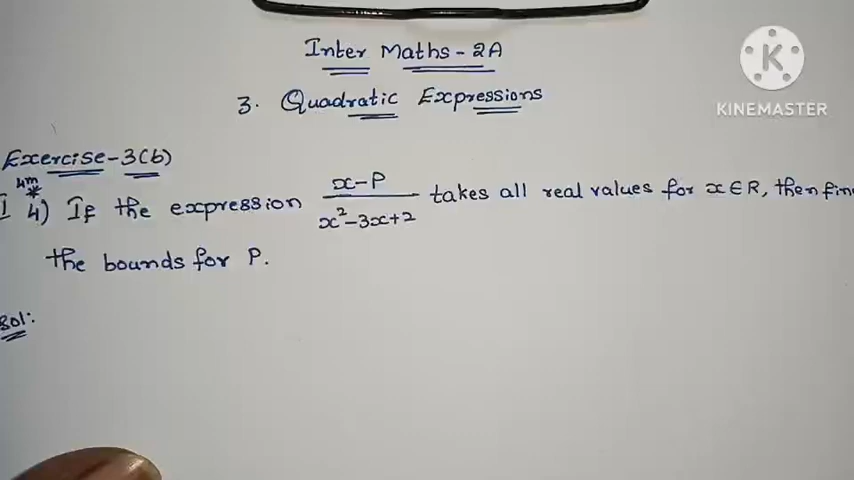 Inter Maths - 2A
K
KINEMASTER
3. Quadratic Expressions
Exercise - 3(b)
4m
*
I 4) If the expression x-P / x²-3x+2 takes all real values for x∈R, then fin
the bounds for P.
Sol: